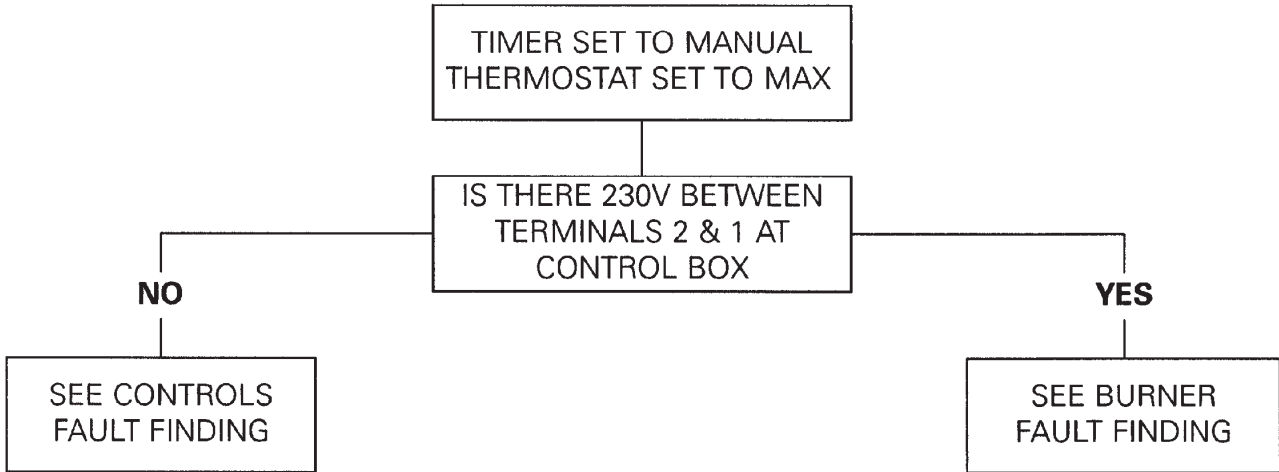 TIMER SET TO MANUAL
THERMOSTAT SET TO MAX
IS THERE 230V BETWEEN
TERMINALS 2 & 1 AT
CONTROL BOX
NO
YES
SEE CONTROLS
FAULT FINDING
SEE BURNER
FAULT FINDING